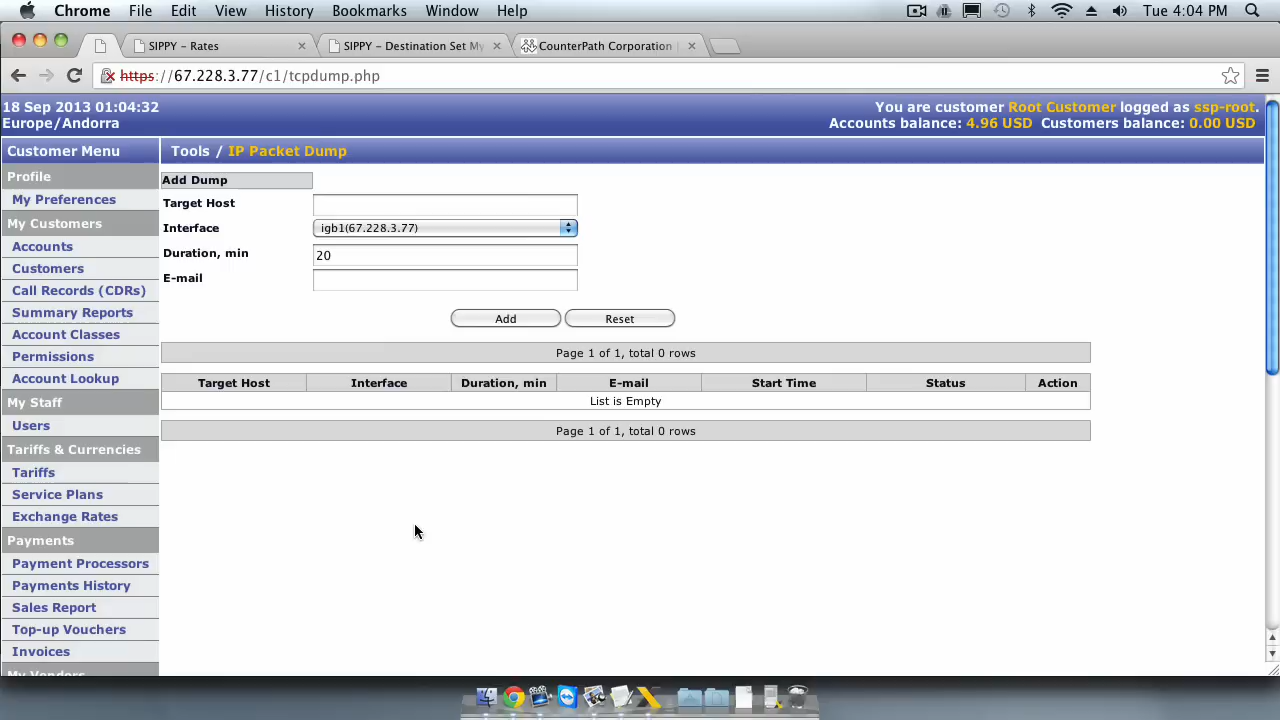 Chrome File Edit View History Bookmarks Window Help Tue 4:04 PM
SIPPY – Rates
SIPPY – Destination Set My
CounterPath Corporation
https://67.228.3.77/c1/tcpdump.php
18 Sep 2013 01:04:32
Europe/Andorra
You are customer Root Customer logged as ssp-root.
Accounts balance: 4.96 USD Customers balance: 0.00 USD
Customer Menu
Profile
My Preferences
My Customers
Accounts
Customers
Call Records (CDRs)
Summary Reports
Account Classes
Permissions
Account Lookup
My Staff
Users
Tariffs & Currencies
Tariffs
Service Plans
Exchange Rates
Payments
Payment Processors
Payments History
Sales Report
Top-up Vouchers
Invoices
My Vendors
Tools / IP Packet Dump
Add Dump
Target Host
Interface igb1(67.228.3.77)
Duration, min 20
E-mail
Add Reset
Page 1 of 1, total 0 rows
Target Host Interface Duration, min E-mail Start Time Status Action
List is Empty
Page 1 of 1, total 0 rows